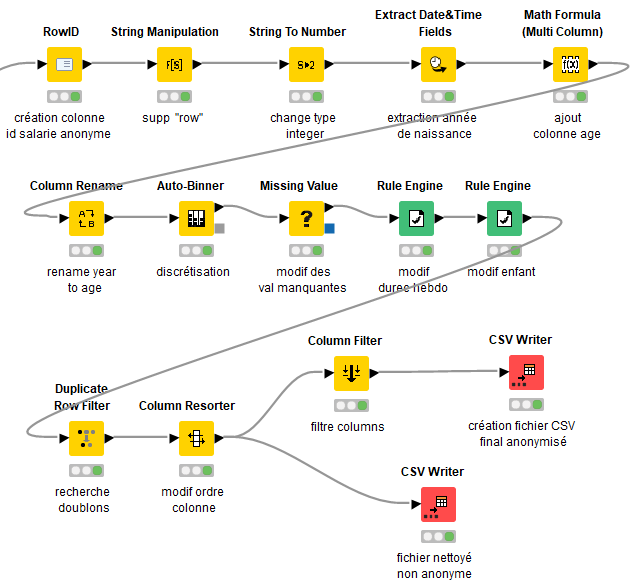 RowID
String Manipulation
String To Number
Extract Date&Time
Fields
Math Formula
(Multi Column)
S
S 2
f(x)
création colonne
id salarie anonyme
supp "row"
change type
integer
extraction année
de naissance
ajout
colonne age
Column Rename
Auto-Binner
Missing Value
Rule Engine
Rule Engine
A
B
?
rename year
to age
discrétisation
modif des
val manquantes
modif
duree hebdo
modif enfant
Duplicate
Row Filter
Column Resorter
Column Filter
CSV Writer
recherche
doublons
modif ordre
colonne
filtre columns
création fichier CSV
final anonymisé
CSV Writer
fichier nettoyé
non anonyme